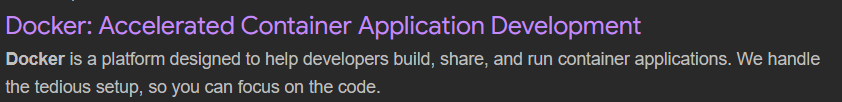 Docker: Accelerated Container Application Development
Docker is a platform designed to help developers build, share, and run container applications. We handle
the tedious setup, so you can focus on the code.